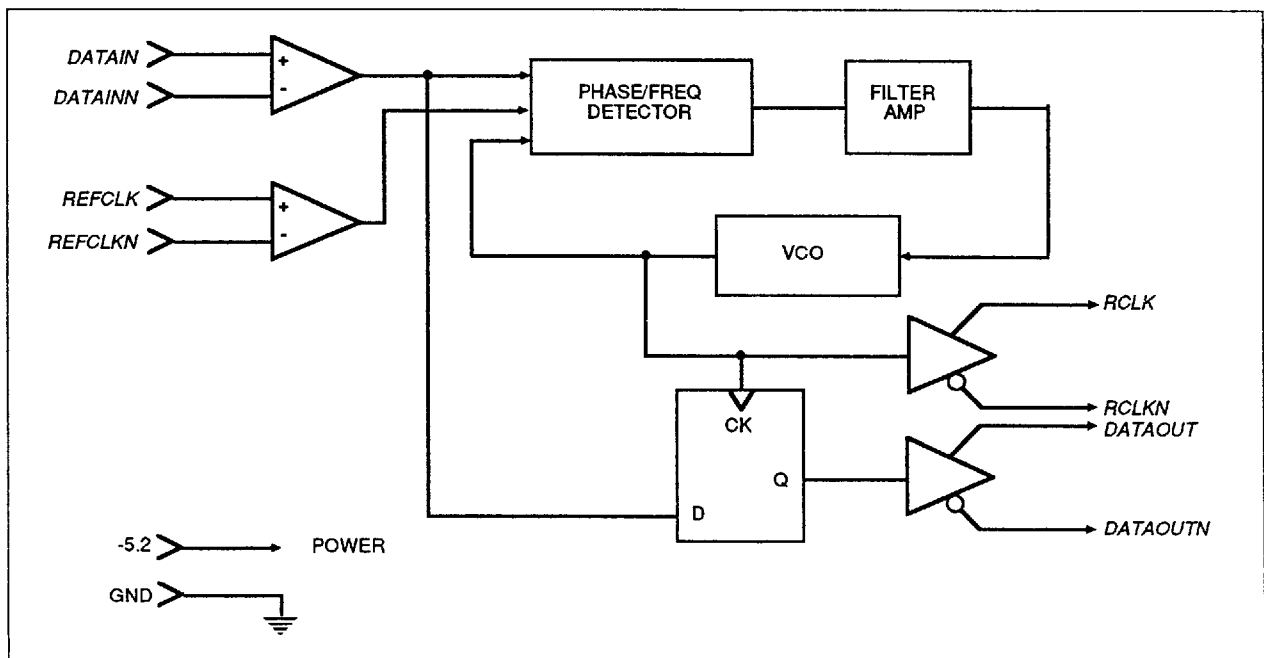 DATAIN
DATAINN
+
-
PHASE/FREQ
DETECTOR
FILTER
AMP
REFCLK
REFCLKN
+
-
VCO
RCLK
RCLKN
CK
Q
D
DATAOUT
DATAOUTN
-5.2
POWER
GND